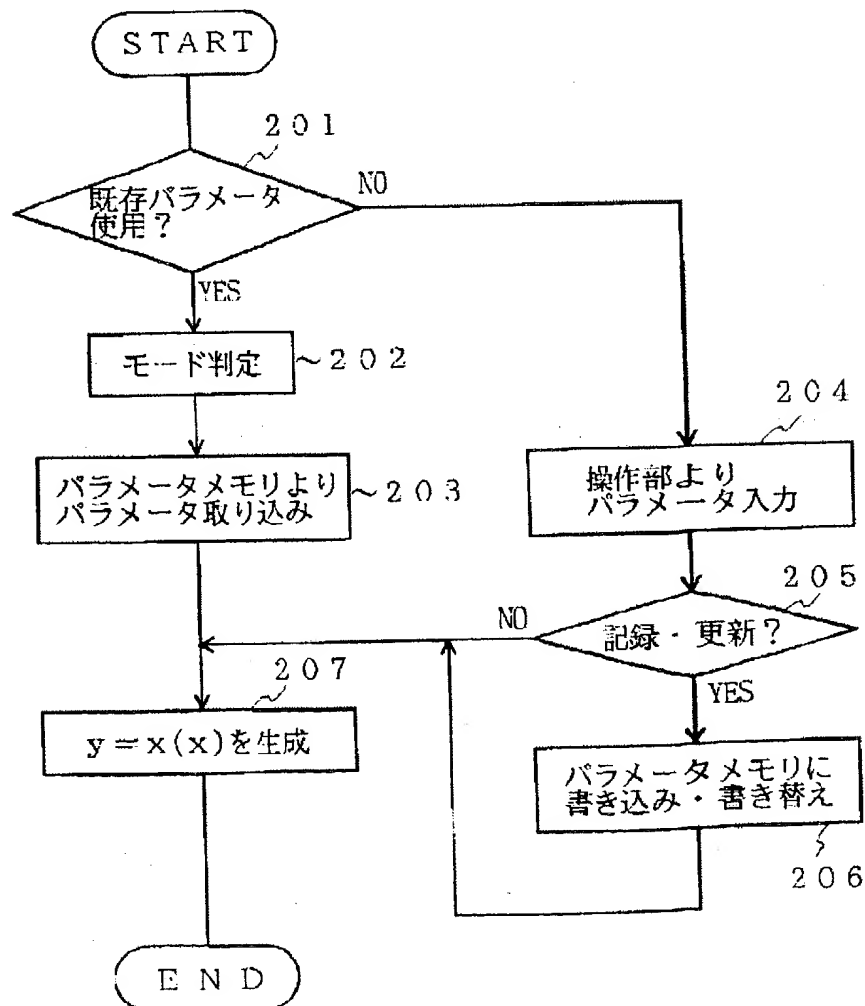 START
201
既存パラメータ
使用?
NO
YES
モード判定
~202
パラメータメモリより
パラメータ取り込み
~203
204
操作部より
パラメータ入力
205
記録・更新?
NO
YES
207
y=x(x)を生成
パラメータメモリに
書き込み・書き替え
206
END